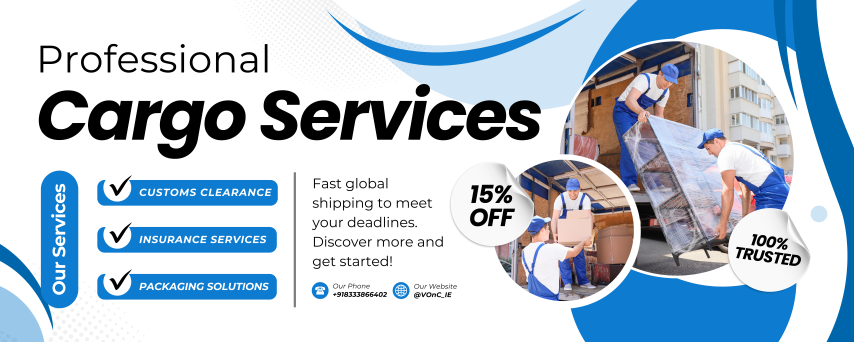 Professional
Cargo Services
Our Services
CUSTOMS CLEARANCE
INSURANCE SERVICES
PACKAGING SOLUTIONS
Fast global
shipping to meet
your deadlines.
Discover more and
get started!
Our Phone
+918333866402
Our Website
@VOnC_IE
15%
OFF
100%
TRUSTED